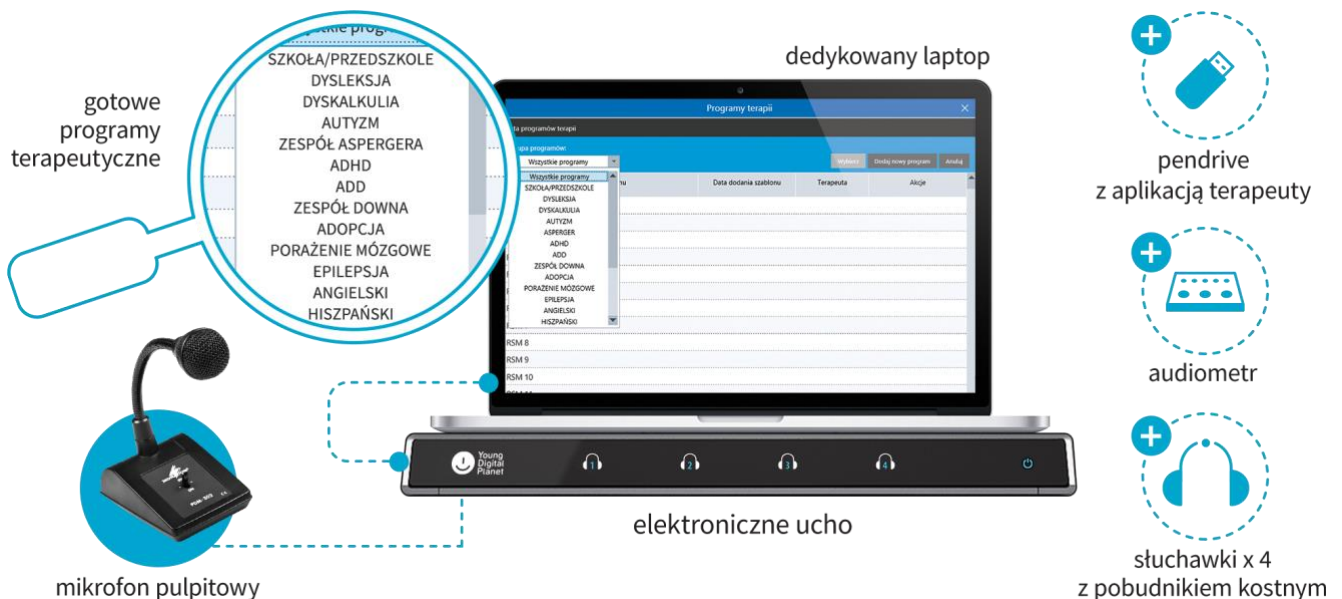 gotowe
programy
terapeutyczne
SZKOŁA/PRZEDSZKOLE
DYSLEKSJA
DYSKALKULIA
AUTYZM
ZESPÓŁ ASPERGERA
ADHD
ADD
ZESPÓŁ DOWNA
ADOPCJA
PORAŻENIE MÓZGOWE
EPILEPSJA
ANGIELSKI
HISZPAŃSKI
dedykowany laptop
Programy terapii
programów terapii
programów:
Wszystkie programy
Wybierz Dodaj nowy program Anuluj
Data dodania szablonu Terapeuta Akcje
Wszystkie programy
SZKOŁA/PRZEDSZKOLE
DYSLEKSJA
DYSKALKULIA
AUTYZM
ASPERGER
ADHD
ADD
ZESPÓŁ DOWNA
ADOPCJA
PORAŻENIE MÓZGOWE
EPILEPSJA
ANGIELSKI
HISZPAŃSKI
RSM 8
RSM 9
RSM 10
Young
Digital
Planet
1 2 3 4
elektroniczne ucho
mikrofon pulpitowy
pendrive
z aplikacją terapeuty
audiometr
słuchawki x 4
z pobudnikiem kostnym